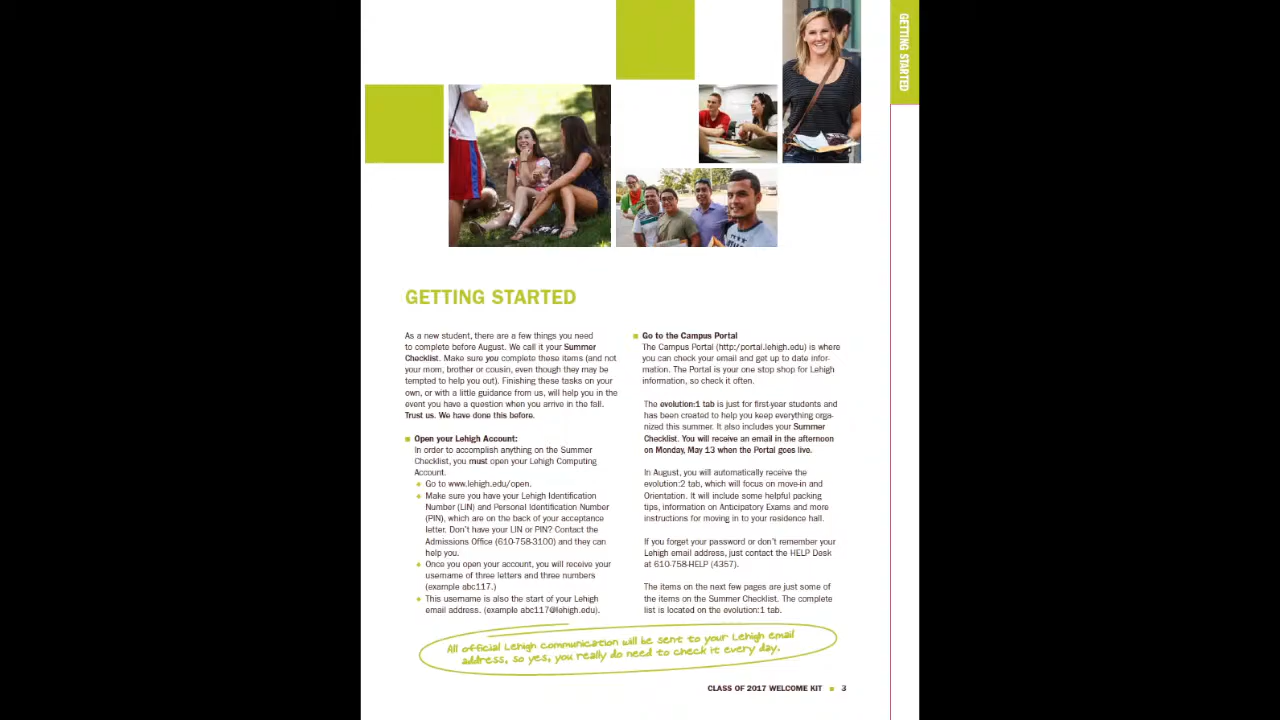 GETTING STARTED
GETTING STARTED
As a new student, there are a few things you need
to complete before August. We call it your Summer
Checklist. Make sure you complete these items (and not
your mom, brother or cousin, even though they may be
tempted to help you out). Finishing these tasks on your
own, or with a little guidance from us, will help you in the
event you have a question when you arrive in the fall.
Trust us. We have done this before.
Open your Lehigh Account:
In order to accomplish anything on the Summer
Checklist, you must open your Lehigh Computing
Account.
Go to www.lehigh.edu/open.
Make sure you have your Lehigh Identification
Number (LIN) and Personal Identification Number
(PIN), which are on the back of your acceptance
letter. Don't have your LIN or PIN? Contact the
Admissions Office (610-758-3100) and they can
help you.
Once you open your account, you will receive your
username of three letters and three numbers
(example abc117.)
This username is also the start of your Lehigh
email address. (example abc117@lehigh.edu).
Go to the Campus Portal
The Campus Portal (http:/portal.lehigh.edu) is where
you can check your email and get up to date infor-
mation. The Portal is your one stop shop for Lehigh
information, so check it often.
The evolution:1 tab is just for first-year students and
has been created to help you keep everything orga-
nized this summer. It also includes your Summer
Checklist. You will receive an email in the afternoon
on Monday, May 13 when the Portal goes live.
In August, you will automatically receive the
evolution:2 tab, which will focus on move-in and
Orientation. It will include some helpful packing
tips, information on Anticipatory Exams and more
instructions for moving in to your residence hall.
If you forget your password or don't remember your
Lehigh email address, just contact the HELP Desk
at 610-758-HELP (4357).
The items on the next few pages are just some of
the items on the Summer Checklist. The complete
list is located on the evolution:1 tab.
All official Lehigh communication will be sent to your Lehigh email
address, so yes, you really do need to check it every day.
CLASS OF 2017 WELCOME KIT 3